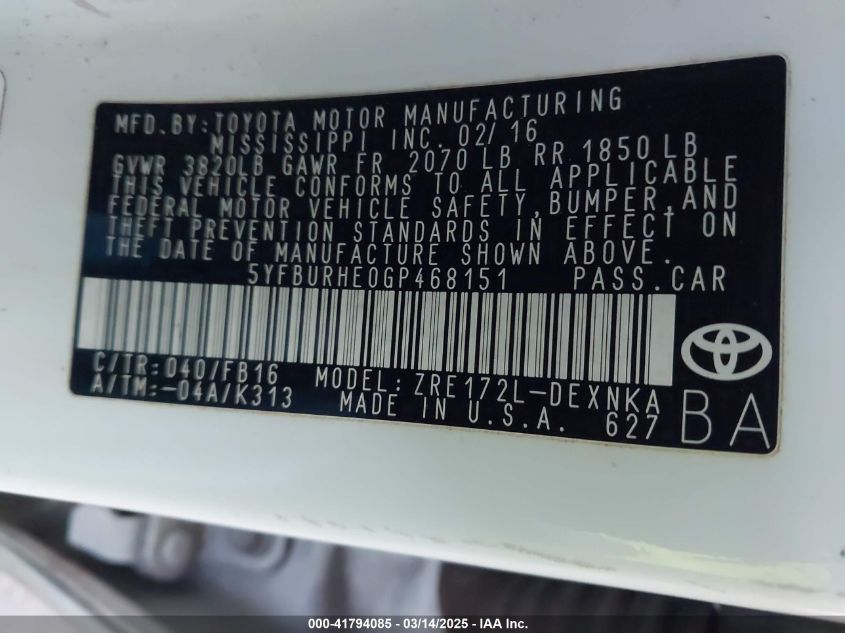 MFD.BY:TOYOTA MOTOR MANUFACTURING
MISSISSIPPI INC. 02/16
GVWR 3820LB GAWR FR 2070 LB RR 1850 LB
THIS VEHICLE CONFORMS TO ALL APPLICABLE
FEDERAL MOTOR VEHICLE SAFETY,BUMPER,AND
THEFT PREVENTION STANDARDS IN EFFECT ON
THE DATE OF MANUFACTURE SHOWN ABOVE.
5YFBURHE0GP468151 PASS.CAR
C/TR:040/FB16 MODEL:ZRE172L-DEXNKA
A/TM:-04A/K313 MADE IN U.S.A. 627
BA
000-41794085 - 03/14/2025 - IAA Inc.